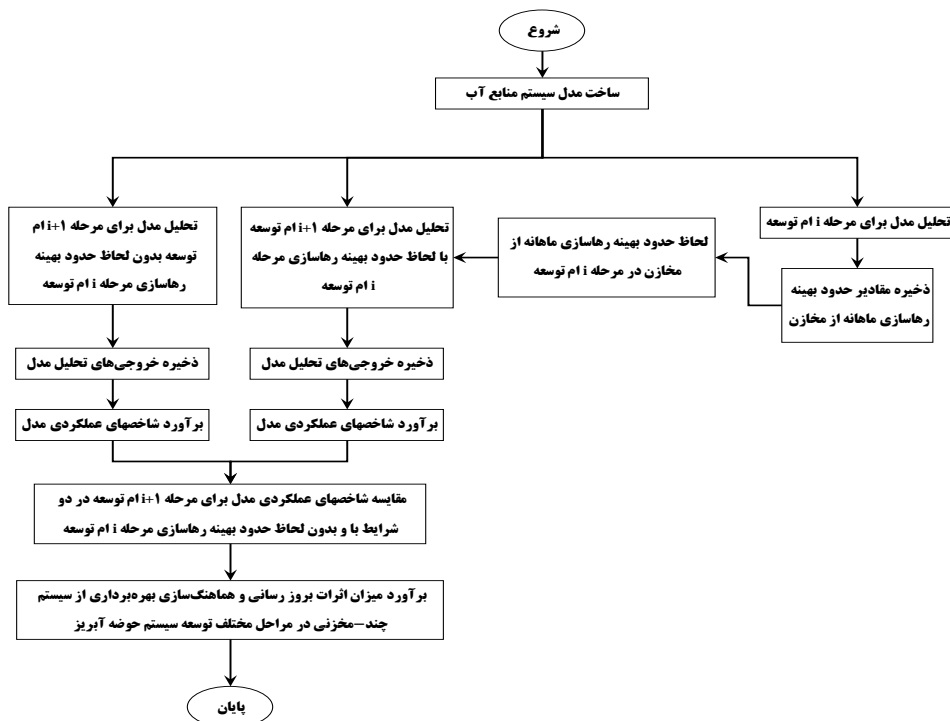 شروع
ساخت مدل سیستم منابع آب
تحلیل مدل برای مرحله i ام توسعه
ذخیره مقادیر حدود بهینه
رهاسازی ماهانه از مخازن
لحاظ حدود بهینه رهاسازی ماهانه از
مخازن در مرحله i ام توسعه
تحلیل مدل برای مرحله i+۱ ام توسعه
با لحاظ حدود بهینه رهاسازی مرحله
i ام توسعه
تحلیل مدل برای مرحله i+۱ ام
توسعه بدون لحاظ حدود بهینه
رهاسازی مرحله i ام توسعه
ذخیره خروجی‌های تحلیل مدل
ذخیره خروجی‌های تحلیل مدل
برآورد شاخصهای عملکردی مدل
برآورد شاخصهای عملکردی مدل
مقایسه شاخصهای عملکردی مدل برای مرحله i+۱ ام توسعه در دو
شرایط با و بدون لحاظ حدود بهینه رهاسازی مرحله i ام توسعه
برآورد میزان اثرات بروز رسانی و هماهنگ‌سازی بهره‌برداری از سیستم
چند–مخزنی در مراحل مختلف توسعه سیستم حوضه آبریز
پایان